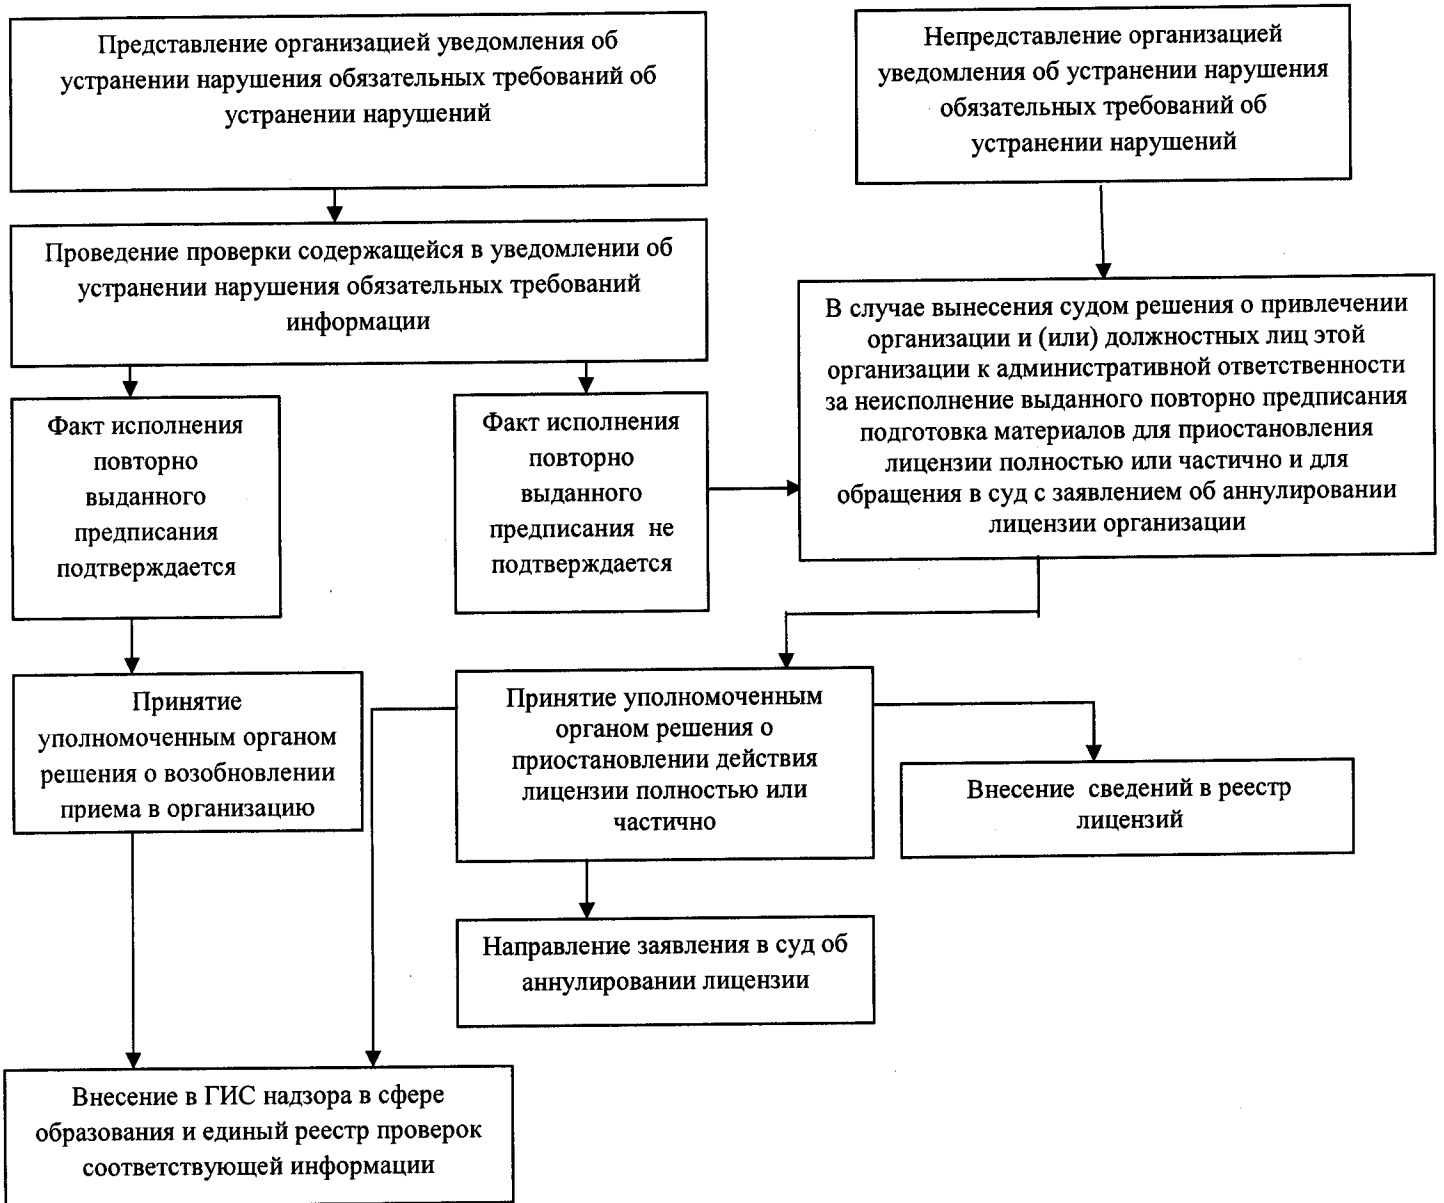 Представление организацией уведомления об
устранении нарушения обязательных требований об
устранении нарушений
Непредставление организацией
уведомления об устранении нарушения
обязательных требований об
устранении нарушений
Проведение проверки содержащейся в уведомлении об
устранении нарушения обязательных требований
информации
В случае вынесения судом решения о привлечении
организации и (или) должностных лиц этой
организации к административной ответственности
за неисполнение выданного повторно предписания
подготовка материалов для приостановления
лицензии полностью или частично и для
обращения в суд с заявлением об аннулировании
лицензии организации
Факт исполнения
повторно
выданного
предписания
подтверждается
Факт исполнения
повторно
выданного
предписания не
подтверждается
Принятие
уполномоченным органом
решения о возобновлении
приема в организацию
Принятие уполномоченным
органом решения о
приостановлении действия
лицензии полностью или
частично
Внесение сведений в реестр
лицензий
Направление заявления в суд об
аннулировании лицензии
Внесение в ГИС надзора в сфере
образования и единый реестр проверок
соответствующей информации